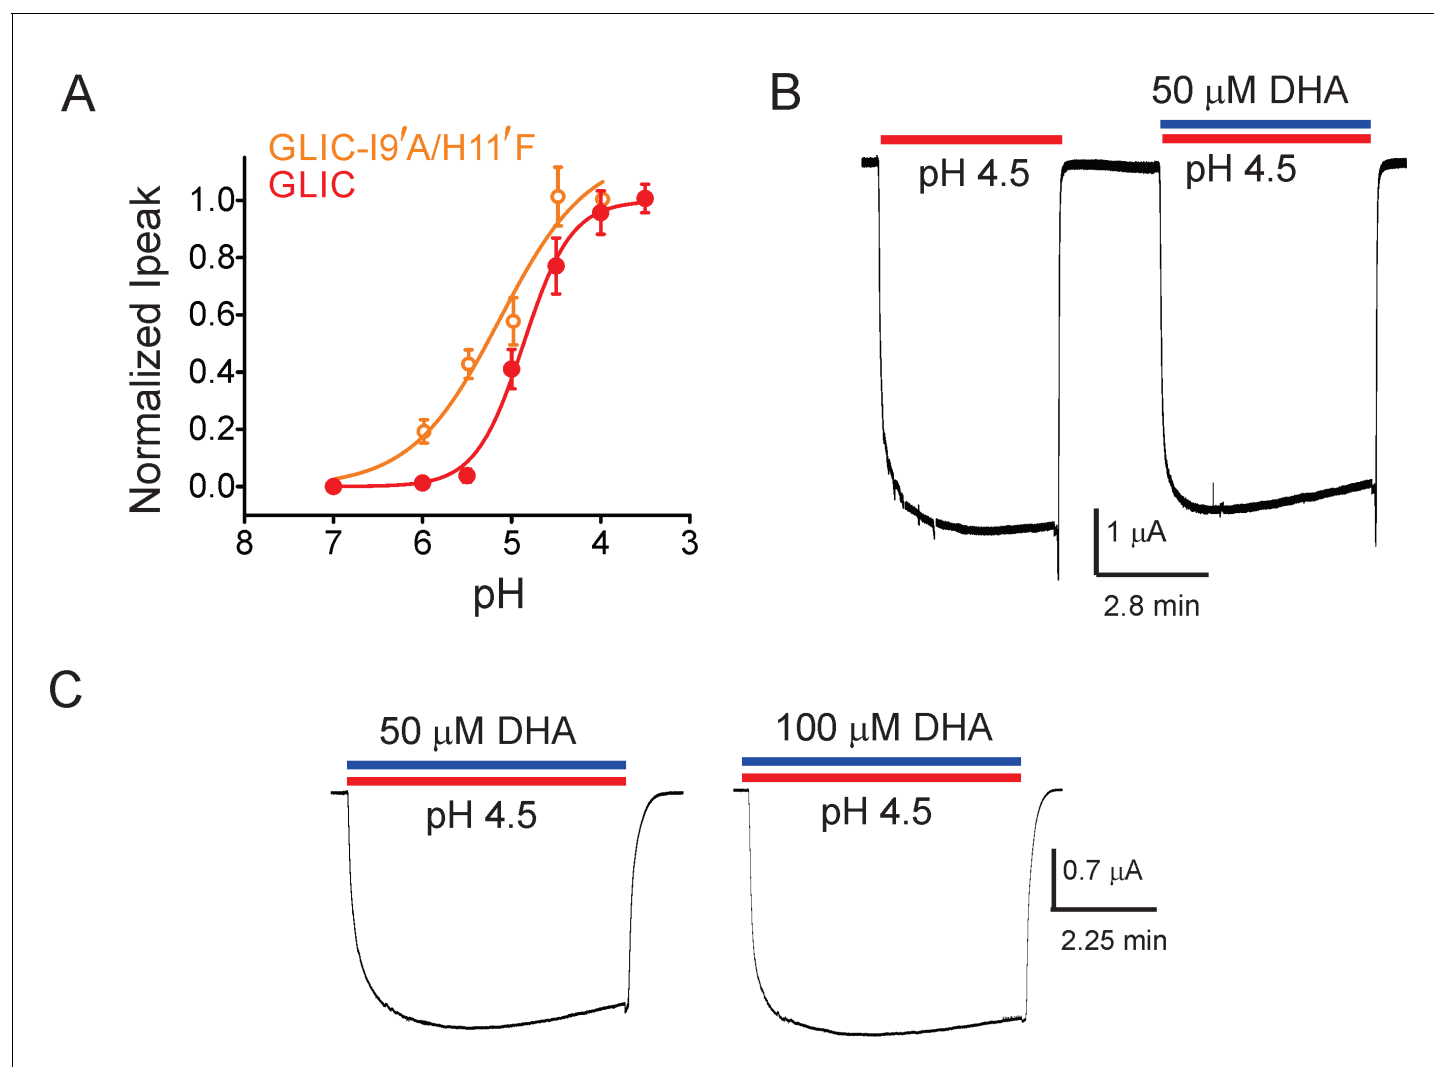 A
GLIC-I9′A/H11′F
GLIC
Normalized Ipeak
1.0
0.8
0.6
0.4
0.2
0.0
8 7 6 5 4 3
pH
B
50 μM DHA
pH 4.5
pH 4.5
1 μA
2.8 min
C
50 μM DHA
pH 4.5
100 μM DHA
pH 4.5
0.7 μA
2.25 min